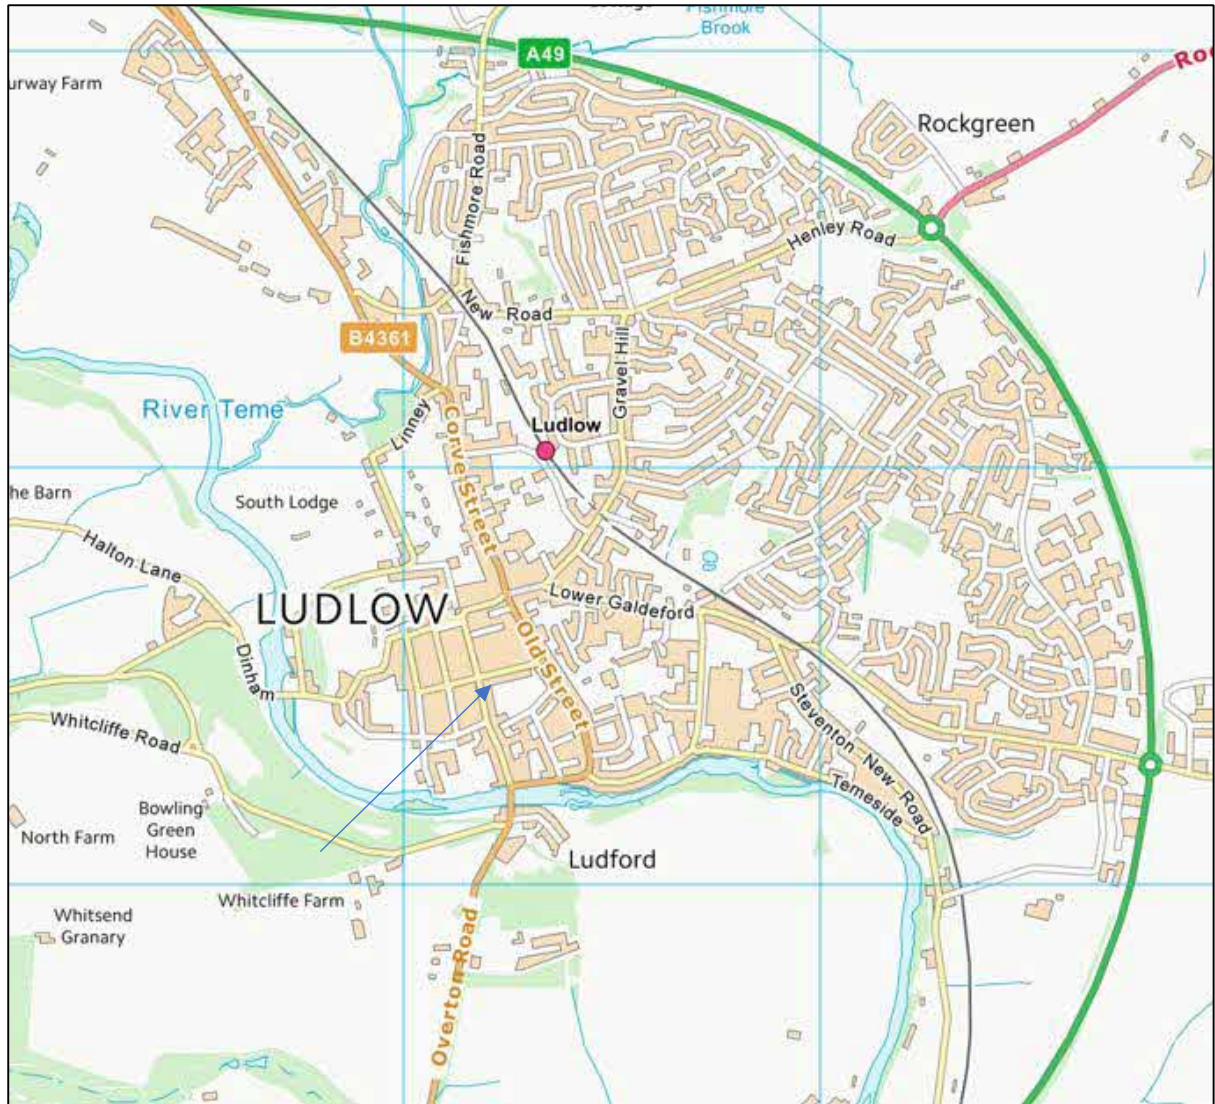 Fishmore
Brook
A49
Roc
urway Farm
Rockgreen
Fishmore Road
Henley Road
New Road
B4361
Gravel Hill
River Teme
Linney
Corve Street
Ludlow
he Barn
South Lodge
Halton Lane
LUDLOW
Lower Galdeford
Old Street
Dinham
Steventon New Road
Whitcliffe Road
Temeside
Bowling
Green
House
North Farm
Ludford
Whitcliffe Farm
Whitsend
Granary
Overton Road